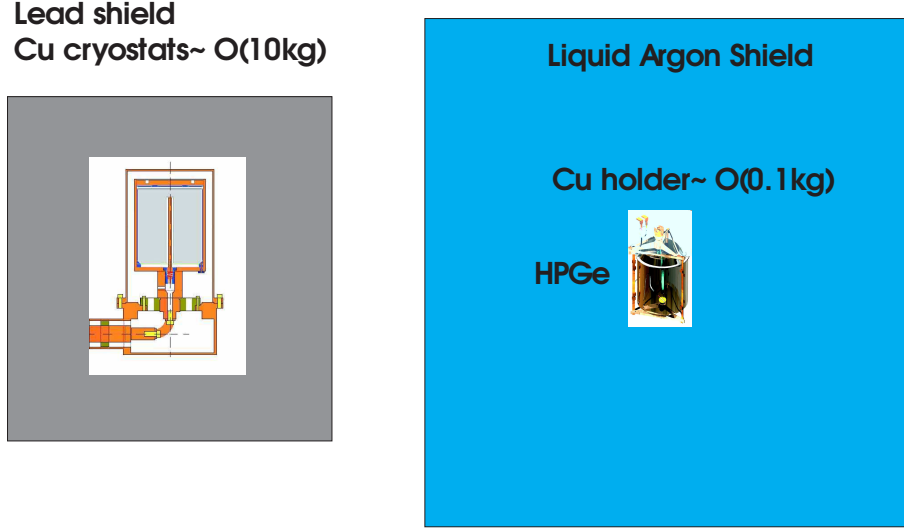 Lead shield
Cu cryostats~ O(10kg)
Liquid Argon Shield
Cu holder~ O(0.1kg)
HPGe